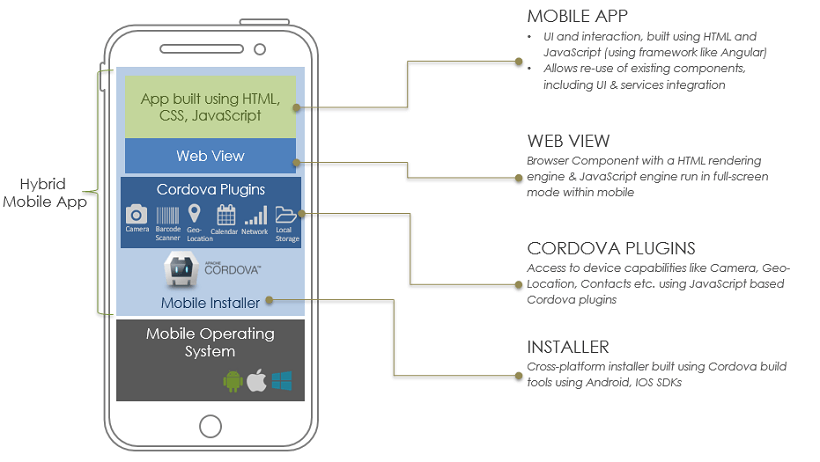 Hybrid
Mobile App
App built using HTML,
CSS, JavaScript
Web View
Cordova Plugins
Camera
Barcode
Scanner
Geo-
Location
Calendar
Network
Local
Storage
APACHE
CORDOVA™
Mobile Installer
Mobile Operating
System
MOBILE APP
• UI and interaction, built using HTML and
JavaScript (using framework like Angular)
• Allows re-use of existing components,
including UI & services integration
WEB VIEW
Browser Component with a HTML rendering
engine & JavaScript engine run in full-screen
mode within mobile
CORDOVA PLUGINS
Access to device capabilities like Camera, Geo-
Location, Contacts etc. using JavaScript based
Cordova plugins
INSTALLER
Cross-platform installer built using Cordova build
tools using Android, IOS SDKs